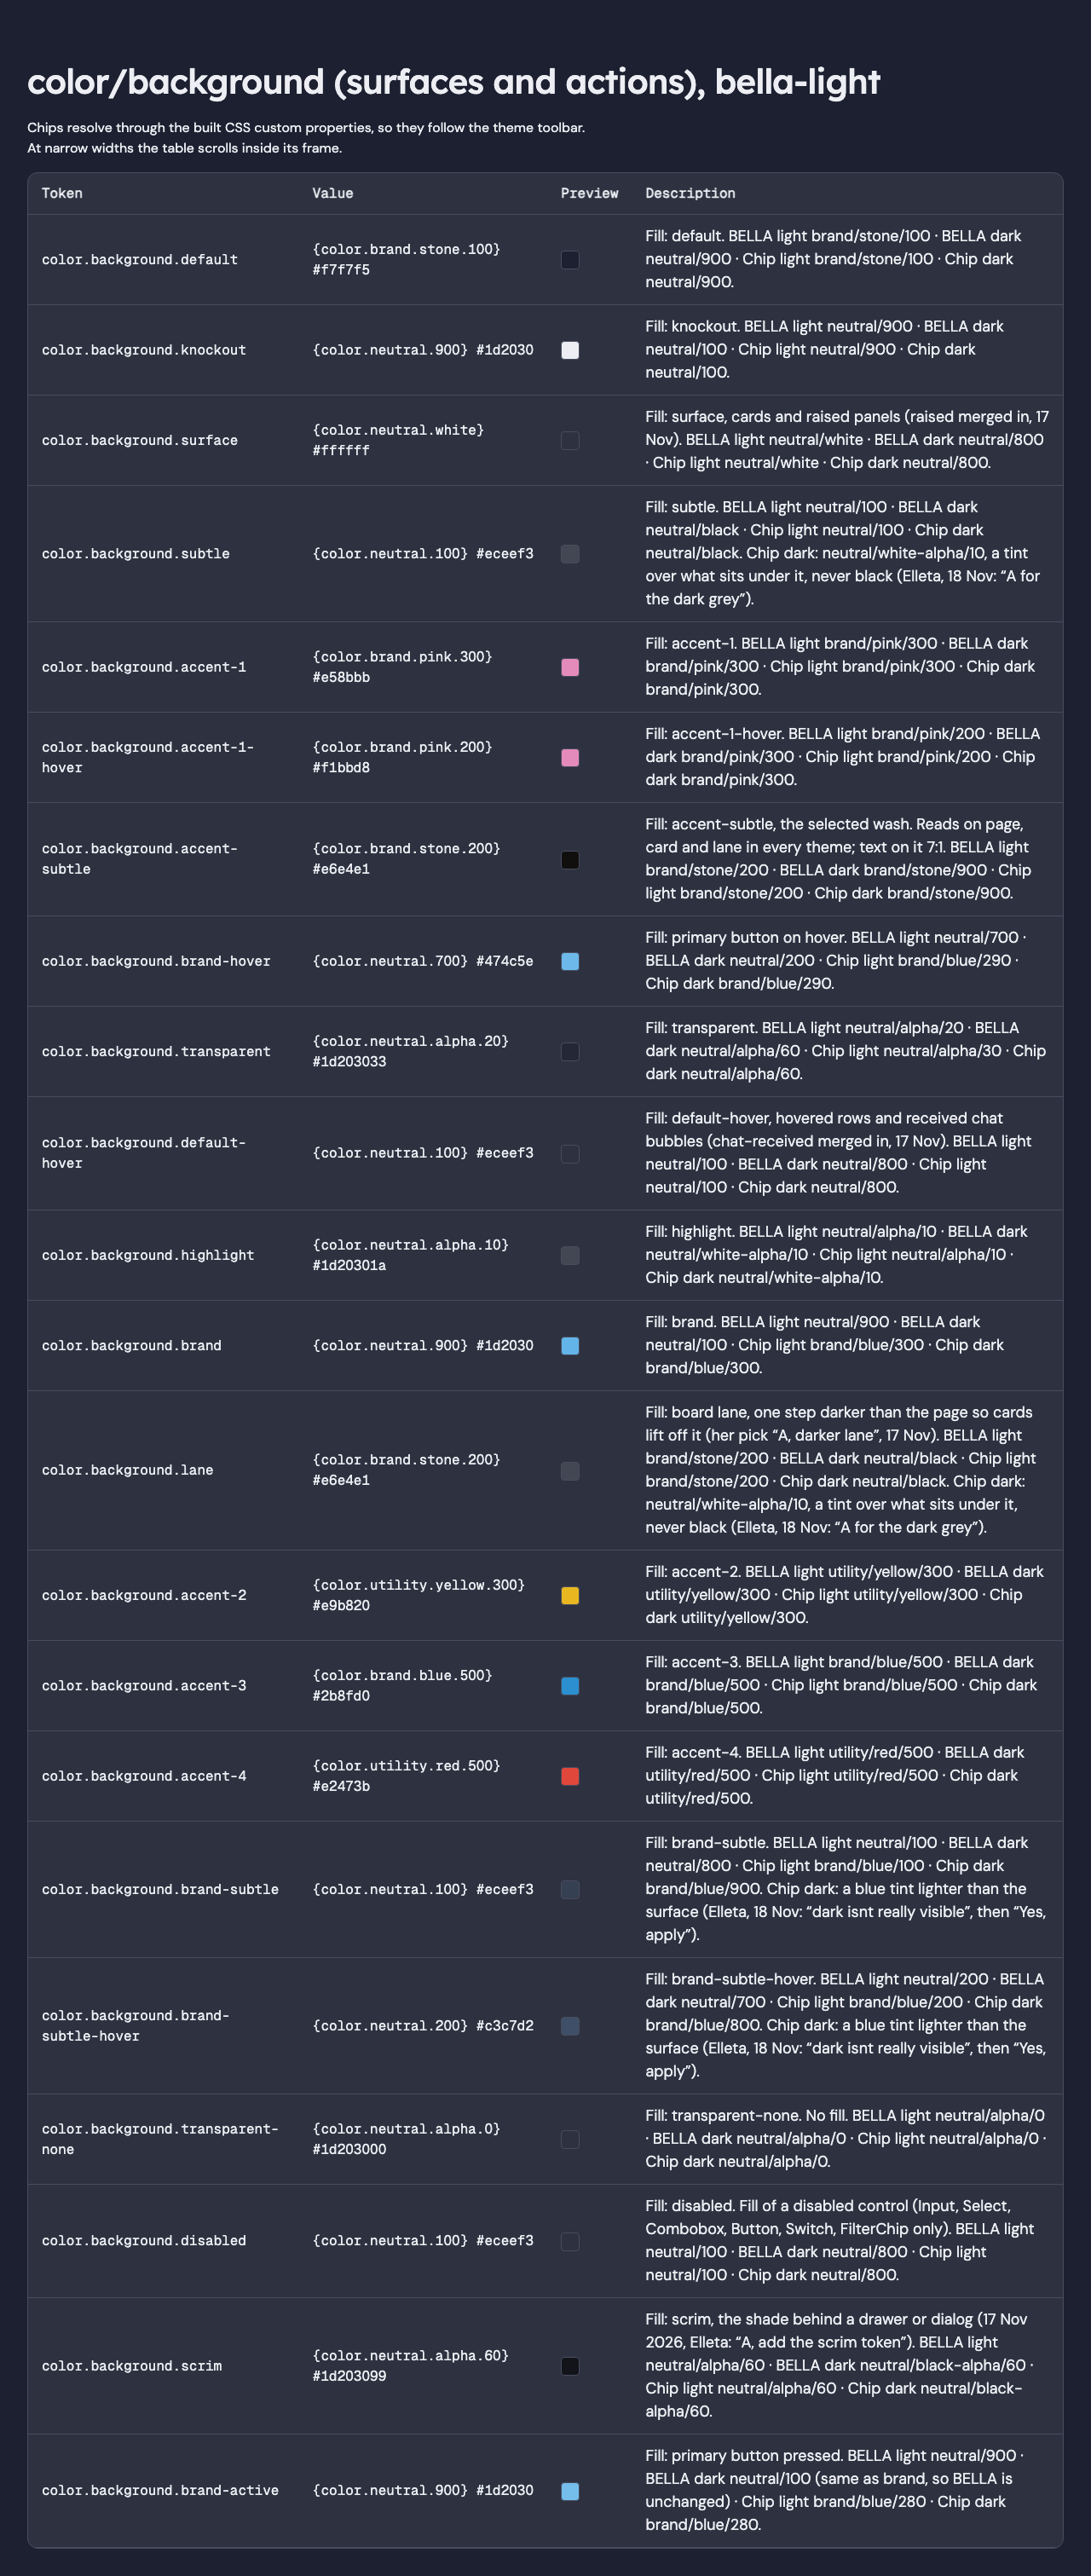 color/background (surfaces and actions), bella-light
Chips resolve through the built CSS custom properties, so they follow the theme toolbar.
At narrow widths the table scrolls inside its frame.
Token Value Preview Description
color.background.default
{color.brand.stone.100}
#f7f7f5
Fill: default. BELLA light brand/stone/100 · BELLA dark
neutral/900 · Chip light brand/stone/100 · Chip dark
neutral/900.
color.background.knockout
{color.neutral.900} #1d2030
Fill: knockout. BELLA light neutral/900 · BELLA dark
neutral/100 · Chip light neutral/900 · Chip dark
neutral/100.
color.background.surface
{color.neutral.white}
#ffffff
Fill: surface, cards and raised panels (raised merged in, 17
Nov). BELLA light neutral/white · BELLA dark neutral/800
· Chip light neutral/white · Chip dark neutral/800.
color.background.subtle
{color.neutral.100} #eceef3
Fill: subtle. BELLA light neutral/100 · BELLA dark
neutral/black · Chip light neutral/100 · Chip dark
neutral/black. Chip dark: neutral/white-alpha/10, a tint
over what sits under it, never black (Elleta, 18 Nov: “A for
the dark grey”).
color.background.accent-1
{color.brand.pink.300}
#e58bbb
Fill: accent-1. BELLA light brand/pink/300 · BELLA dark
brand/pink/300 · Chip light brand/pink/300 · Chip dark
brand/pink/300.
color.background.accent-1-
hover
{color.brand.pink.200}
#f1bbd8
Fill: accent-1-hover. BELLA light brand/pink/200 · BELLA
dark brand/pink/300 · Chip light brand/pink/200 · Chip
dark brand/pink/300.
color.background.accent-
subtle
{color.brand.stone.200}
#e6e4e1
Fill: accent-subtle, the selected wash. Reads on page,
card and lane in every theme; text on it 7:1. BELLA light
brand/stone/200 · BELLA dark brand/stone/900 · Chip
light brand/stone/200 · Chip dark brand/stone/900.
color.background.brand-hover
{color.neutral.700} #474c5e
Fill: primary button on hover. BELLA light neutral/700 ·
BELLA dark neutral/200 · Chip light brand/blue/290 ·
Chip dark brand/blue/290.
color.background.transparent
{color.neutral.alpha.20}
#1d203033
Fill: transparent. BELLA light neutral/alpha/20 · BELLA
dark neutral/alpha/60 · Chip light neutral/alpha/30 · Chip
dark neutral/alpha/60.
color.background.default-
hover
{color.neutral.100} #eceef3
Fill: default-hover, hovered rows and received chat
bubbles (chat-received merged in, 17 Nov). BELLA light
neutral/100 · BELLA dark neutral/800 · Chip light
neutral/100 · Chip dark neutral/800.
color.background.highlight
{color.neutral.alpha.10}
#1d20301a
Fill: highlight. BELLA light neutral/alpha/10 · BELLA dark
neutral/white-alpha/10 · Chip light neutral/alpha/10 ·
Chip dark neutral/white-alpha/10.
color.background.brand
{color.neutral.900} #1d2030
Fill: brand. BELLA light neutral/900 · BELLA dark
neutral/100 · Chip light brand/blue/300 · Chip dark
brand/blue/300.
color.background.lane
{color.brand.stone.200}
#e6e4e1
Fill: board lane, one step darker than the page so cards
lift off it (her pick “A, darker lane”, 17 Nov). BELLA light
brand/stone/200 · BELLA dark neutral/black · Chip light
brand/stone/200 · Chip dark neutral/black. Chip dark:
neutral/white-alpha/10, a tint over what sits under it,
never black (Elleta, 18 Nov: “A for the dark grey”).
color.background.accent-2
{color.utility.yellow.300}
#e9b820
Fill: accent-2. BELLA light utility/yellow/300 · BELLA dark
utility/yellow/300 · Chip light utility/yellow/300 · Chip
dark utility/yellow/300.
color.background.accent-3
{color.brand.blue.500}
#2b8fd0
Fill: accent-3. BELLA light brand/blue/500 · BELLA dark
brand/blue/500 · Chip light brand/blue/500 · Chip dark
brand/blue/500.
color.background.accent-4
{color.utility.red.500}
#e2473b
Fill: accent-4. BELLA light utility/red/500 · BELLA dark
utility/red/500 · Chip light utility/red/500 · Chip dark
utility/red/500.
color.background.brand-subtle
{color.neutral.100} #eceef3
Fill: brand-subtle. BELLA light neutral/100 · BELLA dark
neutral/800 · Chip light brand/blue/100 · Chip dark
brand/blue/900. Chip dark: a blue tint lighter than the
surface (Elleta, 18 Nov: “dark isnt really visible”, then “Yes,
apply”).
color.background.brand-
subtle-hover
{color.neutral.200} #c3c7d2
Fill: brand-subtle-hover. BELLA light neutral/200 · BELLA
dark neutral/700 · Chip light brand/blue/200 · Chip dark
brand/blue/800. Chip dark: a blue tint lighter than the
surface (Elleta, 18 Nov: “dark isnt really visible”, then “Yes,
apply”).
color.background.transparent-
none
{color.neutral.alpha.0}
#1d203000
Fill: transparent-none. No fill. BELLA light neutral/alpha/0
· BELLA dark neutral/alpha/0 · Chip light neutral/alpha/0 ·
Chip dark neutral/alpha/0.
color.background.disabled
{color.neutral.100} #eceef3
Fill: disabled. Fill of a disabled control (Input, Select,
Combobox, Button, Switch, FilterChip only). BELLA light
neutral/100 · BELLA dark neutral/800 · Chip light
neutral/100 · Chip dark neutral/800.
color.background.scrim
{color.neutral.alpha.60}
#1d203099
Fill: scrim, the shade behind a drawer or dialog (17 Nov
2026, Elleta: “A, add the scrim token”). BELLA light
neutral/alpha/60 · BELLA dark neutral/black-alpha/60 ·
Chip light neutral/alpha/60 · Chip dark neutral/black-
alpha/60.
color.background.brand-active
{color.neutral.900} #1d2030
Fill: primary button pressed. BELLA light neutral/900 ·
BELLA dark neutral/100 (same as brand, so BELLA is
unchanged) · Chip light brand/blue/280 · Chip dark
brand/blue/280.